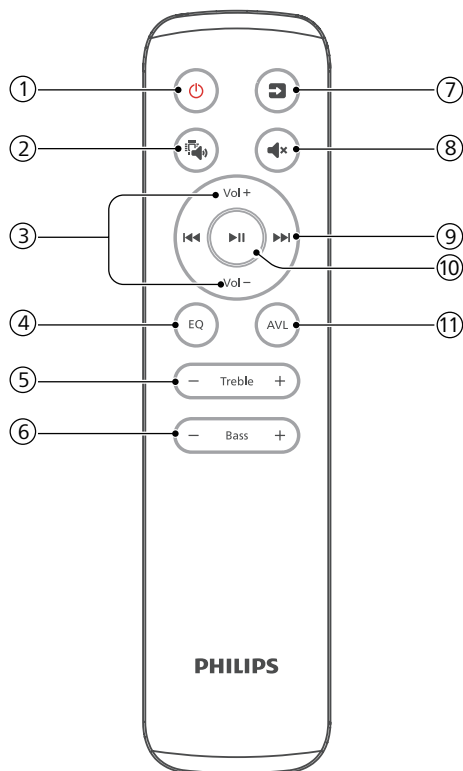 ① ⑦
② ⑧
Vol +
③ ⑨
⑩
Vol −
④ EQ AVL ⑪
⑤ − Treble +
⑥ − Bass +
PHILIPS